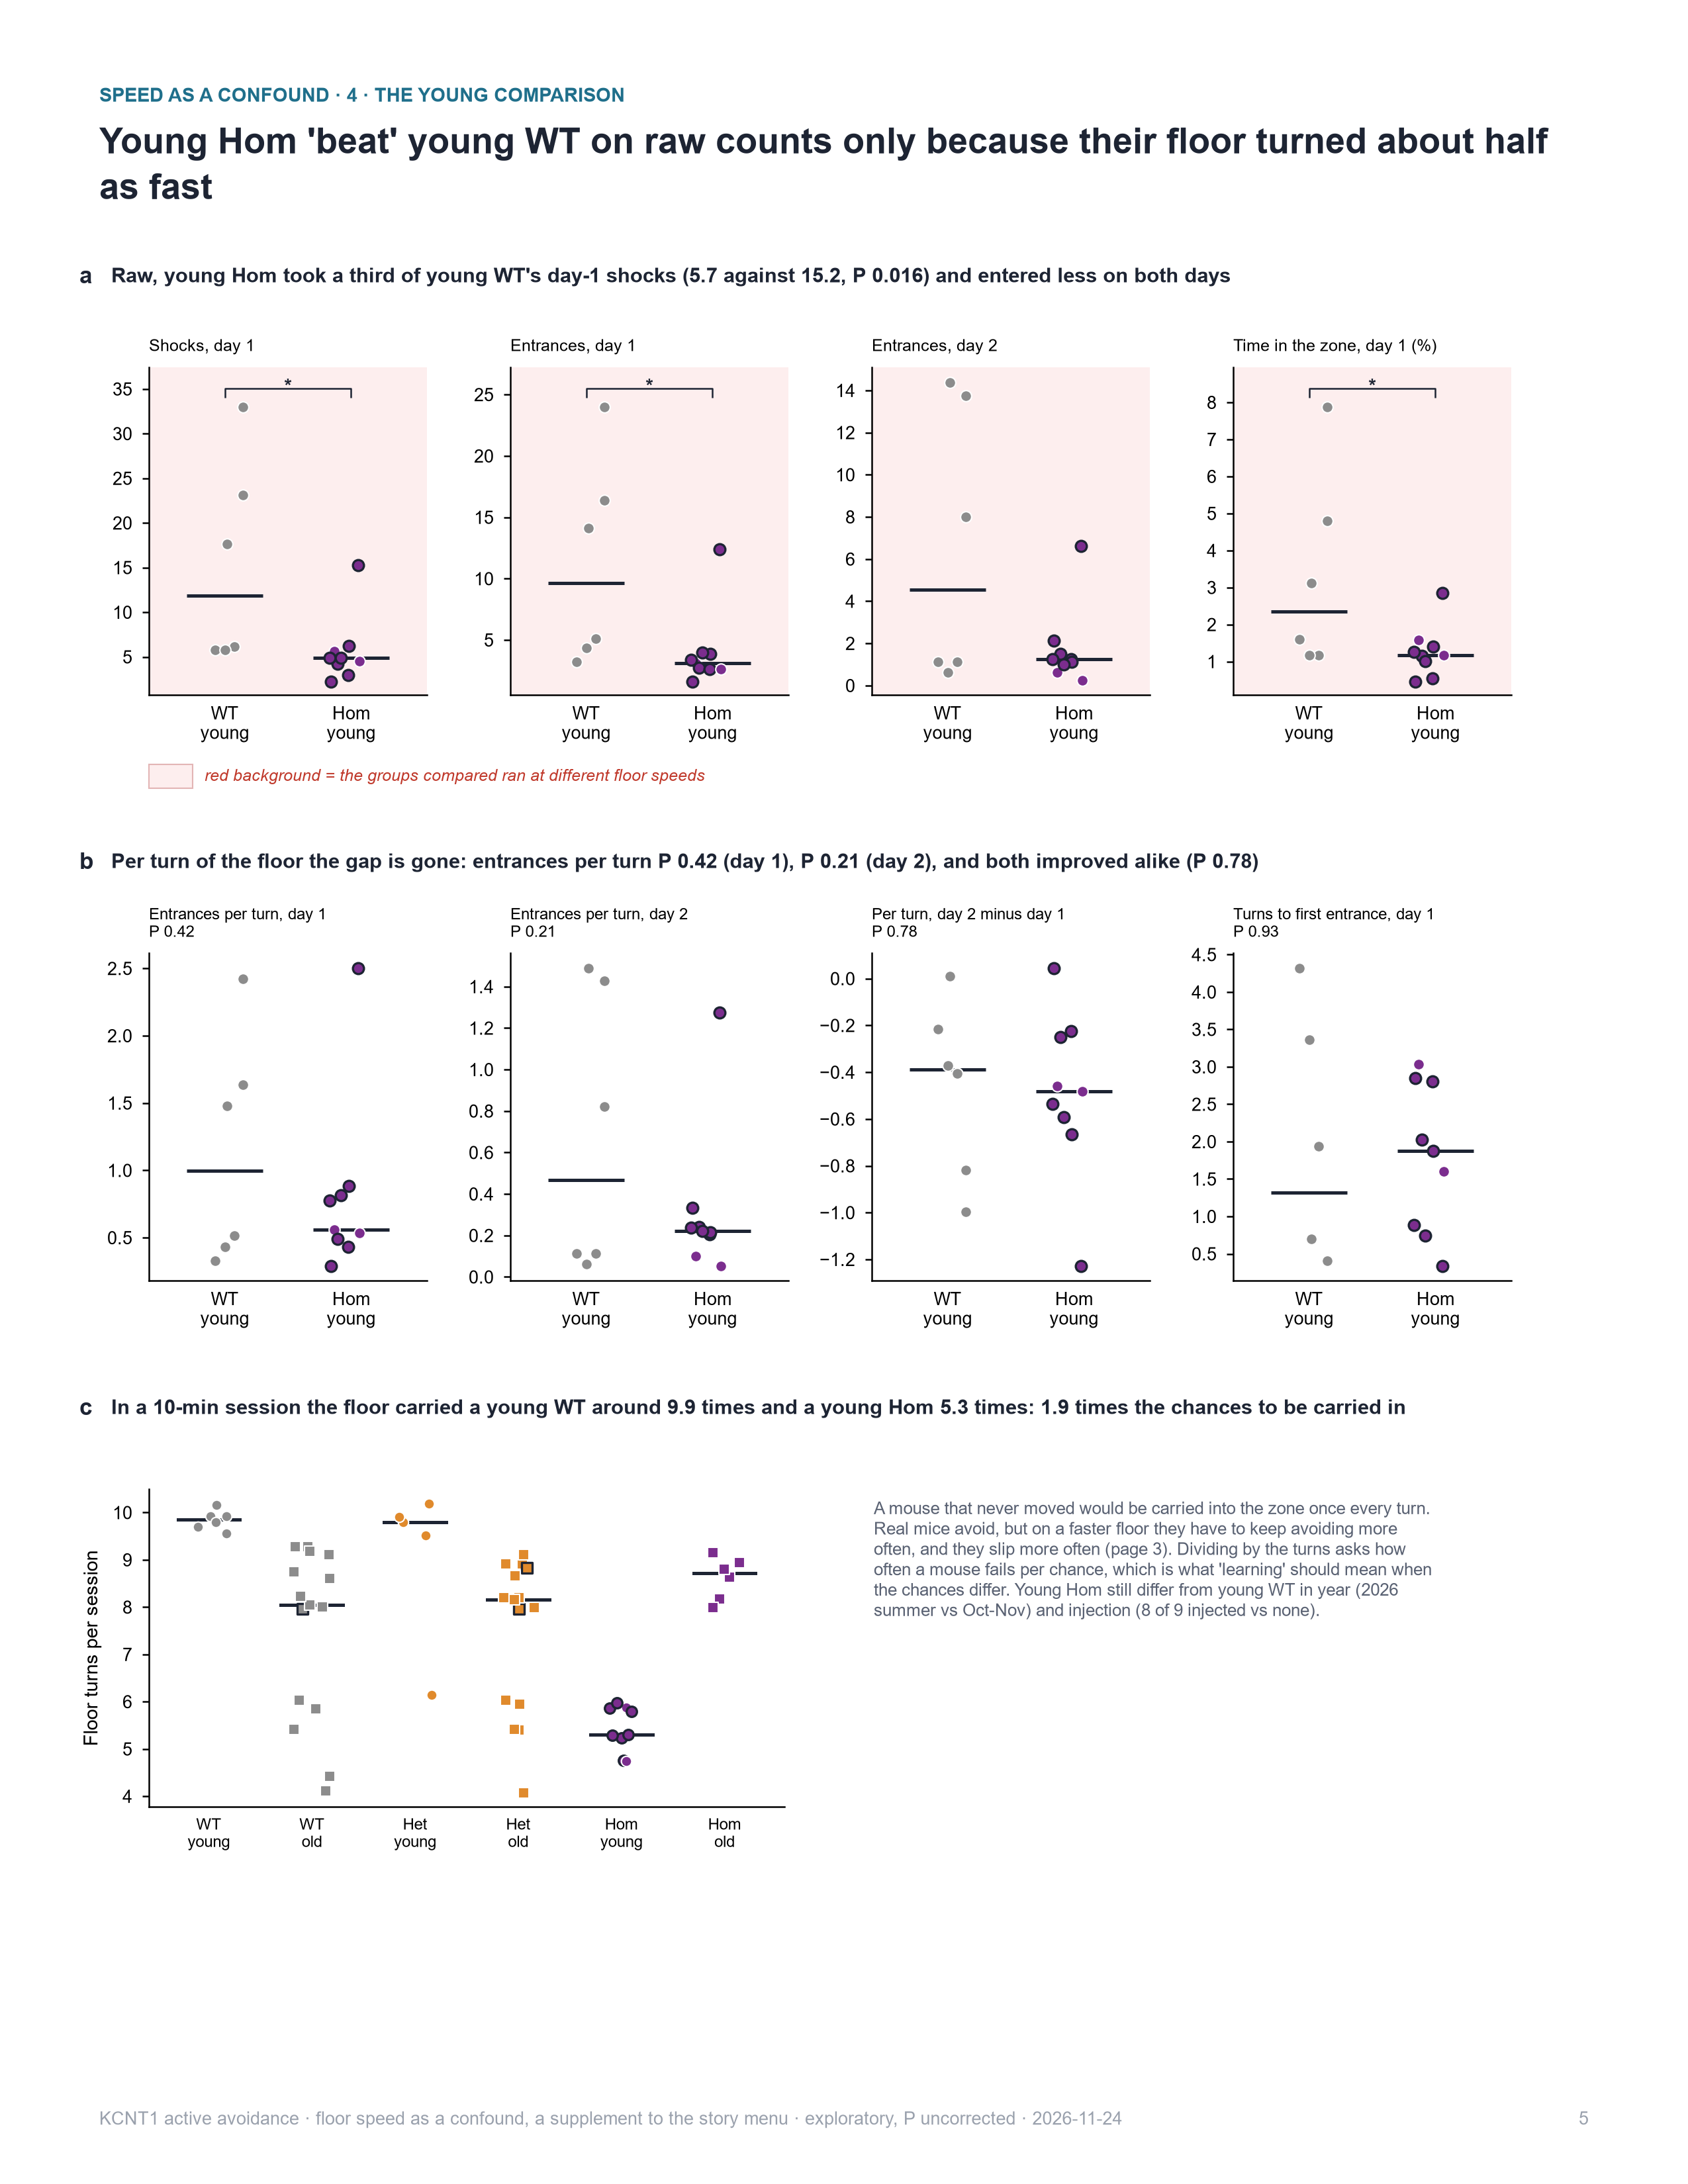 SPEED AS A CONFOUND · 4 · THE YOUNG COMPARISON
Young Hom 'beat' young WT on raw counts only because their floor turned about half
as fast
a Raw, young Hom took a third of young WT's day-1 shocks (5.7 against 15.2, P 0.016) and entered less on both days
Shocks, day 1
35
30
25
20
15
10
5
*
WT
young
Hom
young
Entrances, day 1
25
20
15
10
5
*
WT
young
Hom
young
Entrances, day 2
14
12
10
8
6
4
2
0
WT
young
Hom
young
Time in the zone, day 1 (%)
8
7
6
5
4
3
2
1
*
WT
young
Hom
young
red background = the groups compared ran at different floor speeds
b Per turn of the floor the gap is gone: entrances per turn P 0.42 (day 1), P 0.21 (day 2), and both improved alike (P 0.78)
Entrances per turn, day 1
P 0.42
2.5
2.0
1.5
1.0
0.5
WT
young
Hom
young
Entrances per turn, day 2
P 0.21
1.4
1.2
1.0
0.8
0.6
0.4
0.2
0.0
WT
young
Hom
young
Per turn, day 2 minus day 1
P 0.78
0.0
−0.2
−0.4
−0.6
−0.8
−1.0
−1.2
WT
young
Hom
young
Turns to first entrance, day 1
P 0.93
4.5
4.0
3.5
3.0
2.5
2.0
1.5
1.0
0.5
WT
young
Hom
young
c In a 10-min session the floor carried a young WT around 9.9 times and a young Hom 5.3 times: 1.9 times the chances to be carried in
Floor turns per session
10
9
8
7
6
5
4
WT
young
WT
old
Het
young
Het
old
Hom
young
Hom
old
A mouse that never moved would be carried into the zone once every turn.
Real mice avoid, but on a faster floor they have to keep avoiding more
often, and they slip more often (page 3). Dividing by the turns asks how
often a mouse fails per chance, which is what 'learning' should mean when
the chances differ. Young Hom still differ from young WT in year (2026
summer vs Oct-Nov) and injection (8 of 9 injected vs none).
KCNT1 active avoidance · floor speed as a confound, a supplement to the story menu · exploratory, P uncorrected · 2026-11-24
5